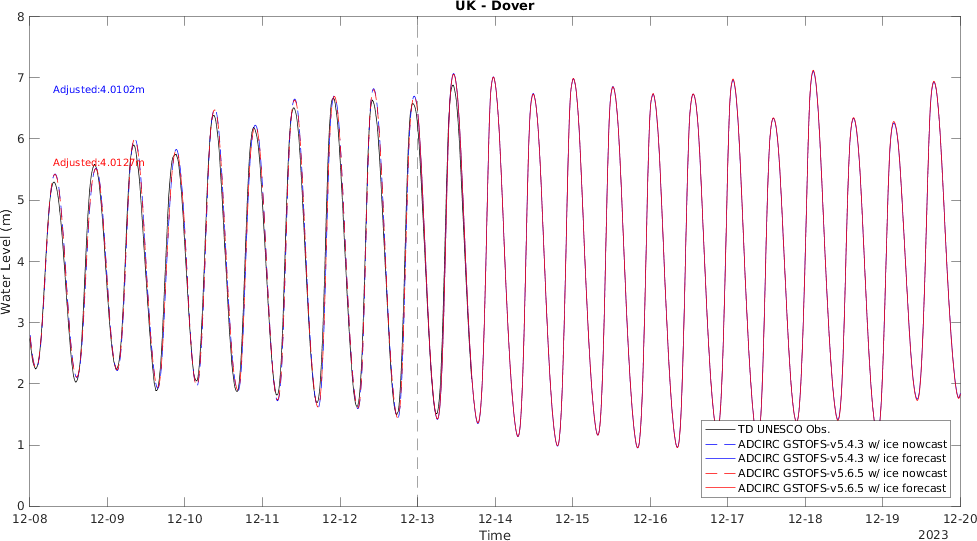 UK - Dover
8
7
6
5
4
3
2
1
0
Water Level (m)
Adjusted:4.0102m
Adjusted:4.0127m
TD UNESCO Obs.
ADCIRC GSTOFS-v5.4.3 w/ ice nowcast
ADCIRC GSTOFS-v5.4.3 w/ ice forecast
ADCIRC GSTOFS-v5.6.5 w/ ice nowcast
ADCIRC GSTOFS-v5.6.5 w/ ice forecast
12-08 12-09 12-10 12-11 12-12 12-13 12-14 12-15 12-16 12-17 12-18 12-19 12-20
Time
2023